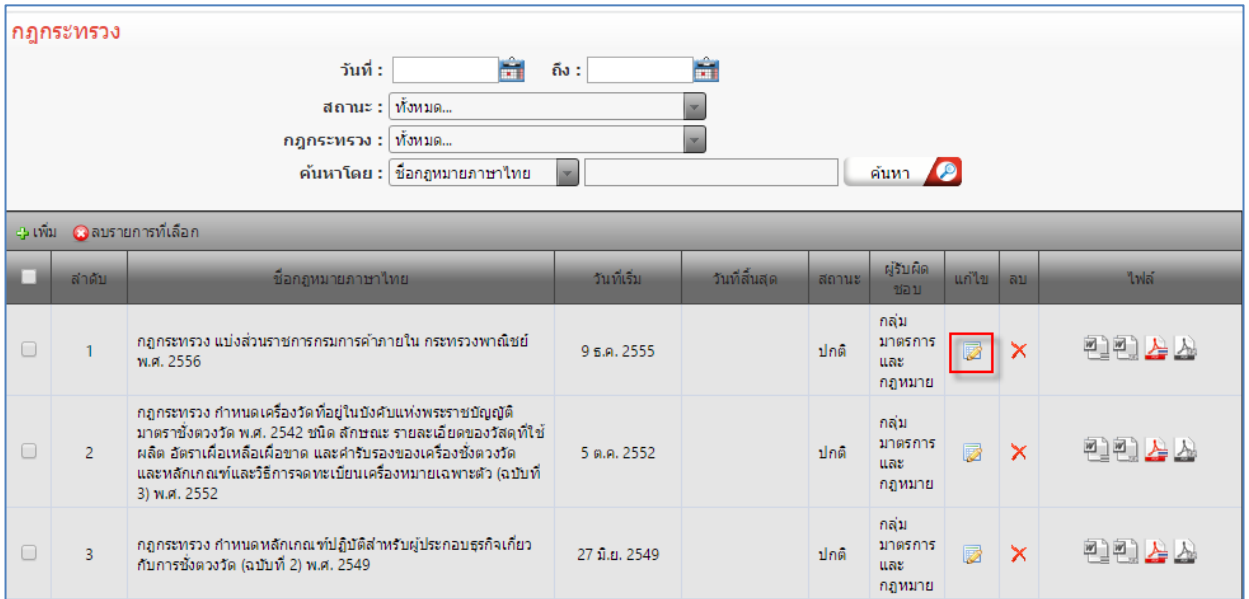 กฎกระทรวง
วันที่ : ถึง :
สถานะ : ทั้งหมด...
กฎกระทรวง : ทั้งหมด...
ค้นหาโดย : ชื่อกฎหมายภาษาไทย ค้นหา
เพิ่ม ลบรายการที่เลือก
ลำดับ ชื่อกฎหมายภาษาไทย วันที่เริ่ม วันที่สิ้นสุด สถานะ ผู้รับผิด แก้ไข ลบ ไฟล์
ชอบ
1 กฎกระทรวง แบ่งส่วนราชการกรมการค้าภายใน กระทรวงพาณิชย์
พ.ศ. 2556
9 ธ.ค. 2555 ปกติ
กลุ่ม
มาตรการ
และ
กฎหมาย
2 กฎกระทรวง กำหนดเครื่องวัดที่อยู่ในบังคับแห่งพระราชบัญญัติ
มาตราชั่งตวงวัด พ.ศ. 2542 ชนิด ลักษณะ รายละเอียดของวัสดุที่ใช้
ผลิต อัตราเผื่อเหลือเผื่อขาด และคำรับรองของเครื่องชั่งตวงวัด
และหลักเกณฑ์และวิธีการจดทะเบียนเครื่องหมายเฉพาะตัว (ฉบับที่
3) พ.ศ. 2552
5 ต.ค. 2552 ปกติ
กลุ่ม
มาตรการ
และ
กฎหมาย
3 กฎกระทรวง กำหนดหลักเกณฑ์ปฏิบัติสำหรับผู้ประกอบธุรกิจเกี่ยว
กับการชั่งตวงวัด (ฉบับที่ 2) พ.ศ. 2549
27 มิ.ย. 2549 ปกติ
กลุ่ม
มาตรการ
และ
กฎหมาย